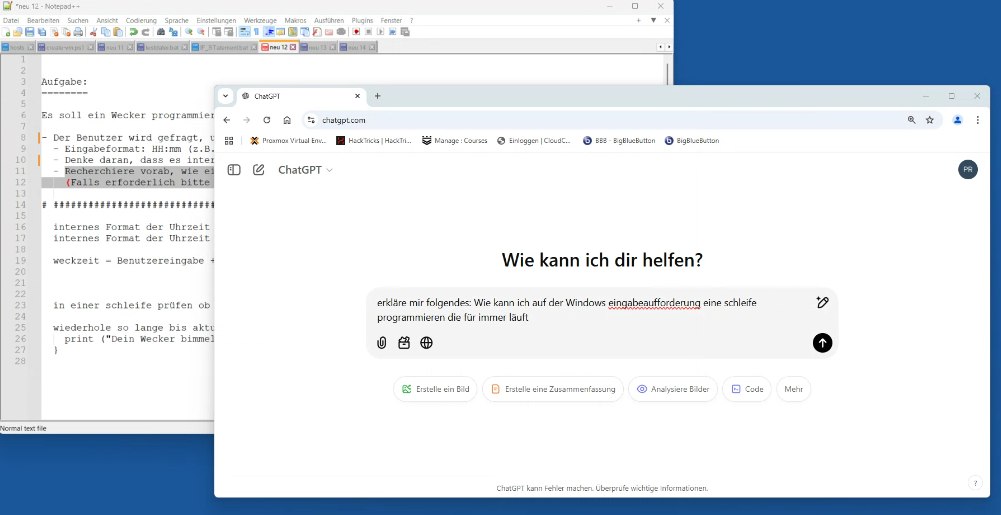 *neu 12 - Notepad++
Datei Bearbeiten Suchen Ansicht Codierung Sprache Einstellungen Werkzeuge Makros Ausführen Plugins Fenster ?
hosts neu 11 testdatei.bat IF_BTatement.bat neu 12 neu 13 neu 14
1
2
3 Aufgabe:
4 --------
5
6 Es soll ein Wecker programmier
7
8 - Der Benutzer wird gefragt, u
9 - Eingabeformat: HH:mm (z.B.
10 - Denke daran, dass es inter
11 - Recherchiere vorab, wie ei
12 (Falls erforderlich bitte
13
14 # ############################
15
16 internes Format der Uhrzeit
17 internes Format der Uhrzeit
18
19 weckzeit = Benutzereingabe +
20
21
22
23 in einer schleife prüfen ob
24
25 wiederhole so lange bis aktu
26 print ("Dein Wecker bimmel
27 }
28
Normal text file
ChatGPT
chatgpt.com
Proxmox Virtual Env... HackTricks | HackTri... Manage : Courses Einloggen | CloudC... BBB - BigBlueButton BigBlueButton
ChatGPT
PR
Wie kann ich dir helfen?
erkläre mir folgendes: Wie kann ich auf der Windows eingabeaufforderung eine schleife
programmieren die für immer läuft
Erstelle ein Bild Erstelle eine Zusammenfassung Analysiere Bilder Code Mehr
ChatGPT kann Fehler machen. Überprüfe wichtige Informationen.
?